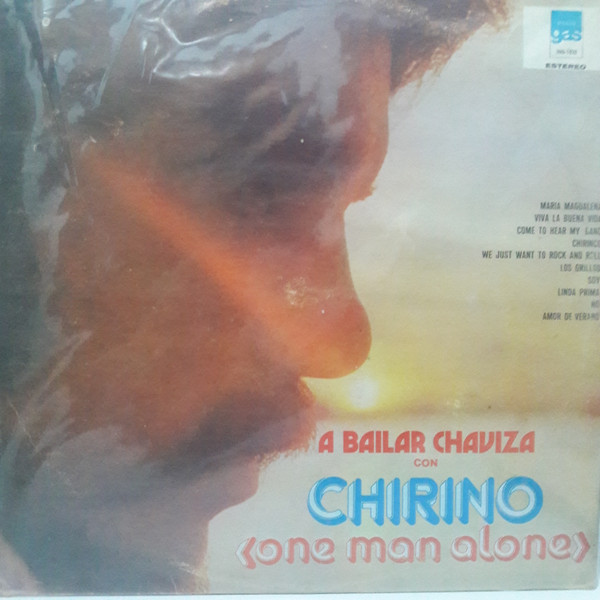 gas
ESTEREO
MARIA MAGDALENA
VIVA LA BUENA VIDA
COME TO HEAR MY BAND
CHIRINCO
WE JUST WANT TO ROCK AND ROLL
LOS GRILLOS
SOY
LINDA PRIMA
NO
AMOR DE VERANO
A BAILAR CHAVIZA
CON
CHIRINO
<one man alone>